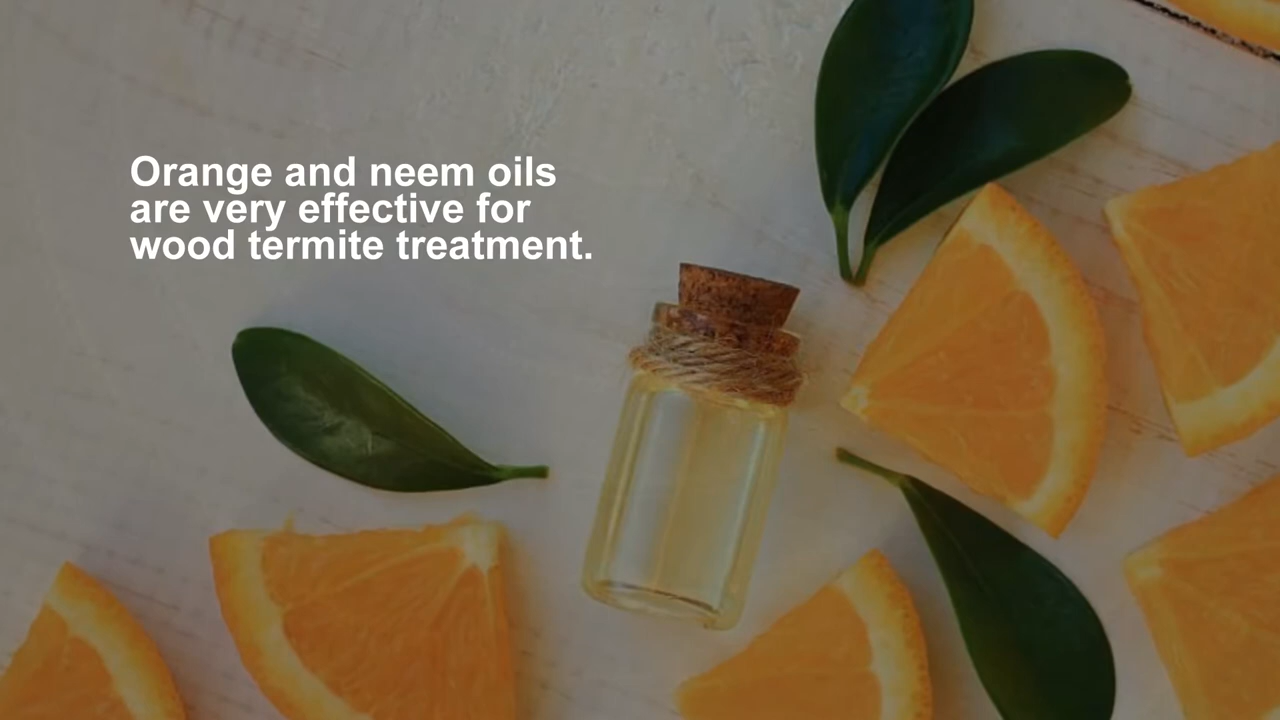 Orange and neem oils
are very effective for
wood termite treatment.